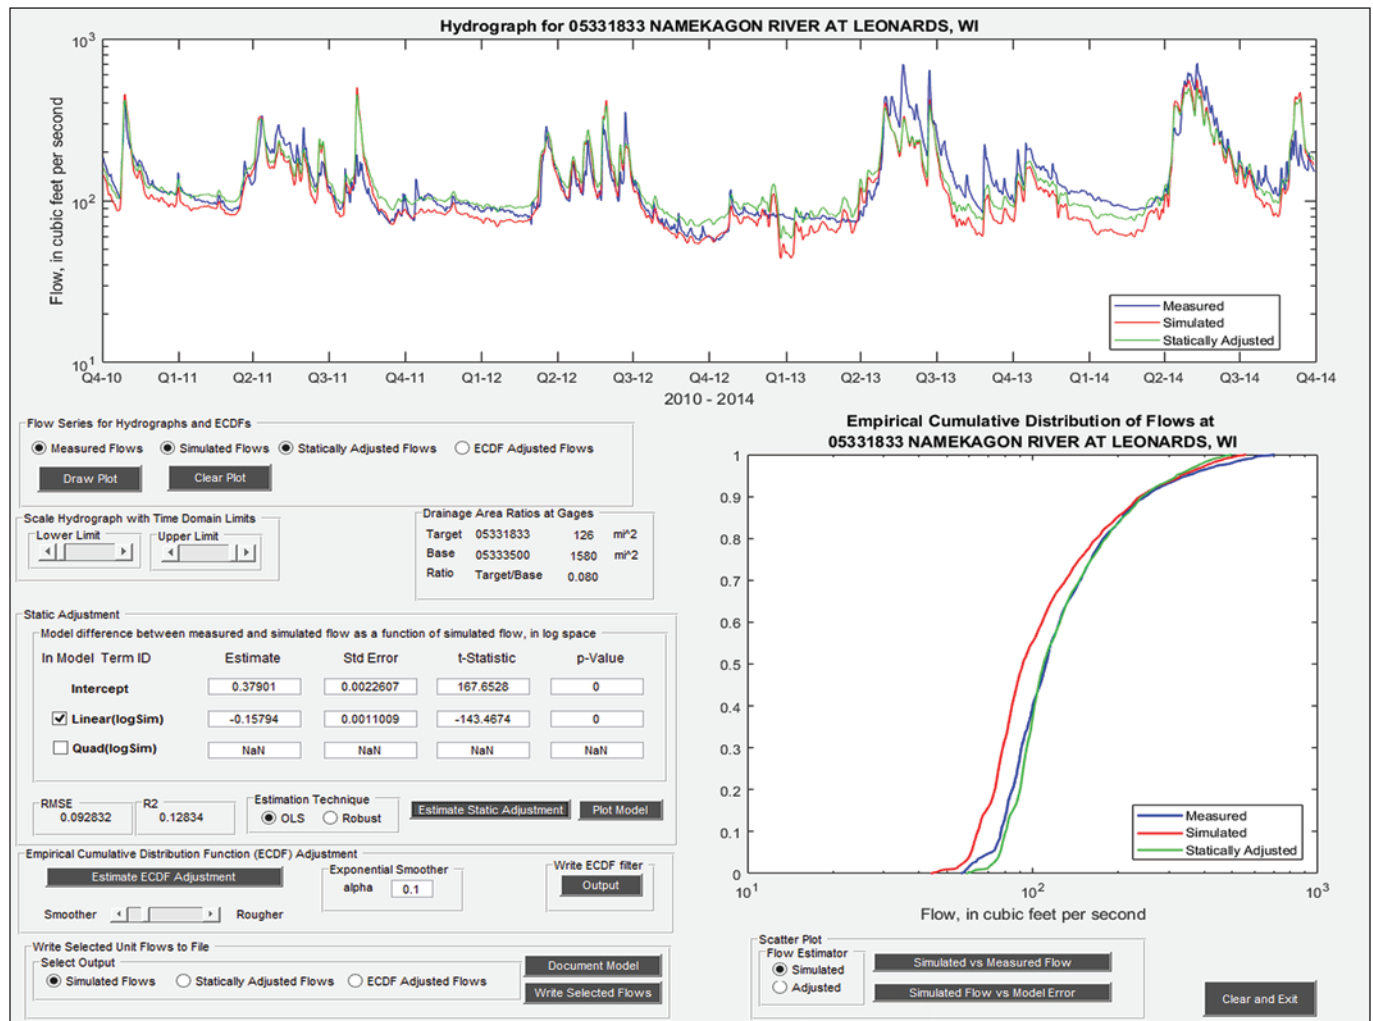 Hydrograph for 05331833 NAMEKAGON RIVER AT LEONARDS, WI
10^3
10^2
10^1
Flow, in cubic feet per second
Measured
Simulated
Statically Adjusted
Q4-10 Q1-11 Q2-11 Q3-11 Q4-11 Q1-12 Q2-12 Q3-12 Q4-12 Q1-13 Q2-13 Q3-13 Q4-13 Q1-14 Q2-14 Q3-14 Q4-14
2010 - 2014
Flow Series for Hydrographs and ECDFs
Measured Flows Simulated Flows Statically Adjusted Flows ECDF Adjusted Flows
Draw Plot Clear Plot
Scale Hydrograph with Time Domain Limits
Lower Limit Upper Limit
Drainage Area Ratios at Gages
Target 05331833 126 mi^2
Base 05333500 1580 mi^2
Ratio Target/Base 0.080
Static Adjustment
Model difference between measured and simulated flow as a function of simulated flow, in log space
In Model Term ID Estimate Std Error t-Statistic p-Value
Intercept 0.37901 0.0022607 167.6528 0
Linear(logSim) -0.15794 0.0011009 -143.4674 0
Quad(logSim) NaN NaN NaN NaN
RMSE
0.092832
R2
0.12834
Estimation Technique
OLS Robust
Estimate Static Adjustment Plot Model
Empirical Cumulative Distribution Function (ECDF) Adjustment
Estimate ECDF Adjustment
Smoother Rougher
Exponential Smoother
alpha 0.1
Write ECDF filter
Output
Write Selected Unit Flows to File
Select Output
Simulated Flows Statically Adjusted Flows ECDF Adjusted Flows
Document Model
Write Selected Flows
Empirical Cumulative Distribution of Flows at
05331833 NAMEKAGON RIVER AT LEONARDS, WI
1
0.9
0.8
0.7
0.6
0.5
0.4
0.3
0.2
0.1
0
Measured
Simulated
Statically Adjusted
10^1 10^2 10^3
Flow, in cubic feet per second
Scatter Plot
Flow Estimator
Simulated
Adjusted
Simulated vs Measured Flow
Simulated Flow vs Model Error
Clear and Exit